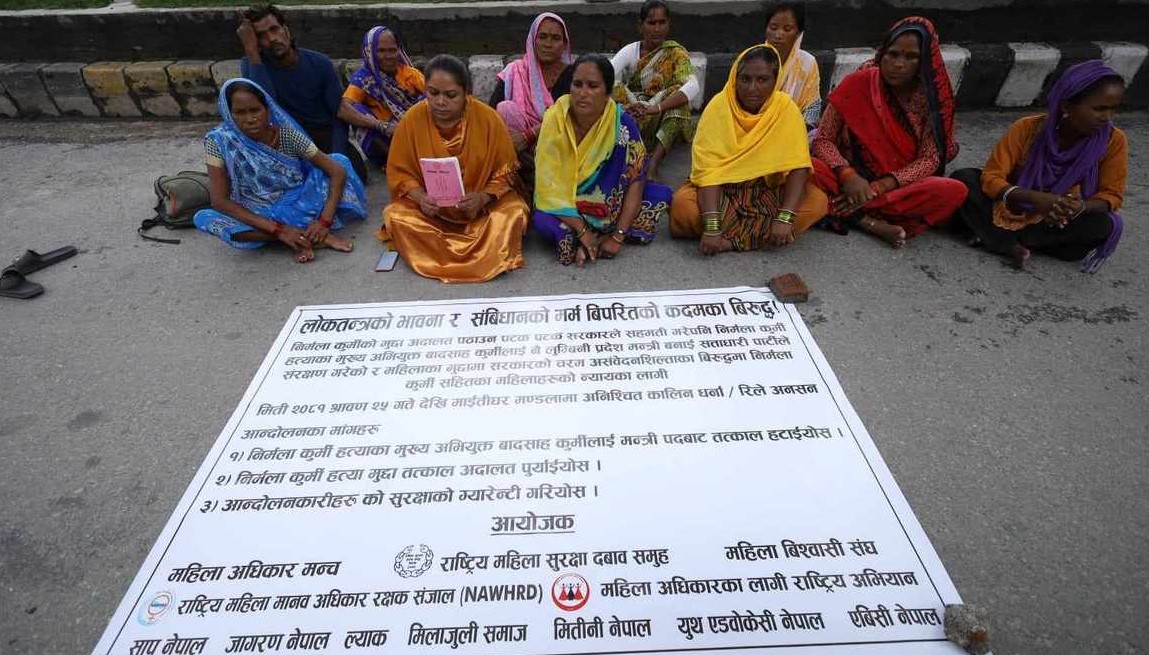 लोकतन्त्रको भावना र संबिधानको मर्म बिपरितको कदमका बिरुद्ध!
निर्मला कुर्मीको मुद्दा अदालत पठाउन पटक पटक सरकारले सहमती गरेपनि निर्मला कुर्मी
हत्याका मुख्य अभियुक्त बादसाह कुर्मीलाई नै लुम्बिनी प्रदेश मन्त्री बनाई सताधारी पार्टीले
संरक्षण गरेको र महिलाका मुद्दामा सरकारको चरम असंवेदनशिलताका बिरुद्धमा निर्मला
कुर्मी सहितका महिलाहरुको न्यायका लागी
मिती २०८१ श्रावण २५ गते देखि माईतीघर मण्डलामा अनिश्चित कालिन धर्ना / रिले अनसन
आन्दोलनका मांगहरु
१) निर्मला कुर्मी हत्याका मुख्य अभियुक्त बादसाह कुर्मीलाई मन्त्री पदबाट तत्काल हटाईयोस ।
२) निर्मला कुर्मी हत्या मुद्दा तत्काल अदालत पुर्याईयोस ।
३) आन्दोलनकारीहरु को सुरक्षाको ग्यारेन्टी गरियोस ।
आयोजक
महिला अधिकार मन्च राष्ट्रिय महिला सुरक्षा दबाव समुह महिला बिश्वासी संघ
राष्ट्रिय महिला मानव अधिकार रक्षक संजाल (NAWHRD) महिला अधिकारका लागी राष्ट्रिय अभियान
साप नेपाल जागरण नेपाल ल्याक मिलाजुली समाज मितीनी नेपाल युथ एडवोकेसी नेपाल एबिसी नेपाल